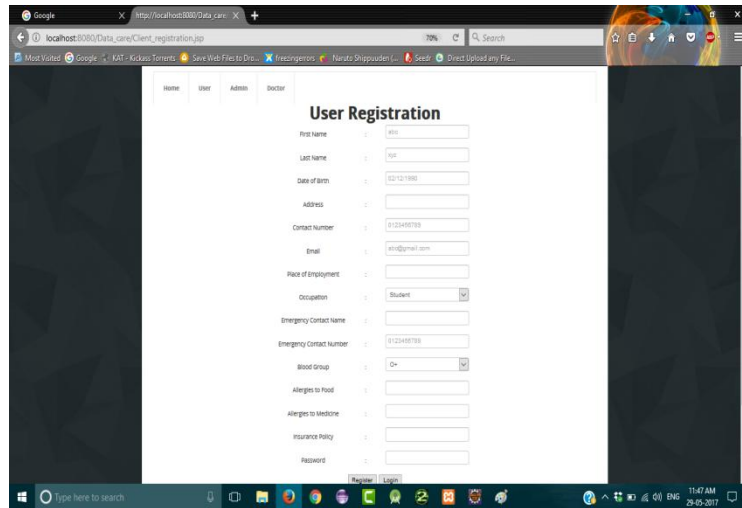 Google
http://localhost:8080/Data_care/
localhost:8080/Data_care/Client_registration.jsp
70%
Search
Most Visited Google KAT - Kickass Torrents Save Web Files to Dro... freezingerrors Naruto Shippuuden (... Seedr Direct Upload any File...
Home User Admin Doctor
User Registration
First Name : abc
Last Name : xyz
Date of Birth : 02/12/1990
Address :
Contact Number : 0123456789
Email : abc@gmail.com
Place of Employment :
Occupation : Student
Emergency Contact Name :
Emergency Contact Number : 0123456789
Blood Group : O+
Allergies to Food :
Allergies to Medicine :
Insurance Policy :
Password :
Register Login
Type here to search
ENG
11:47 AM
29-05-2017